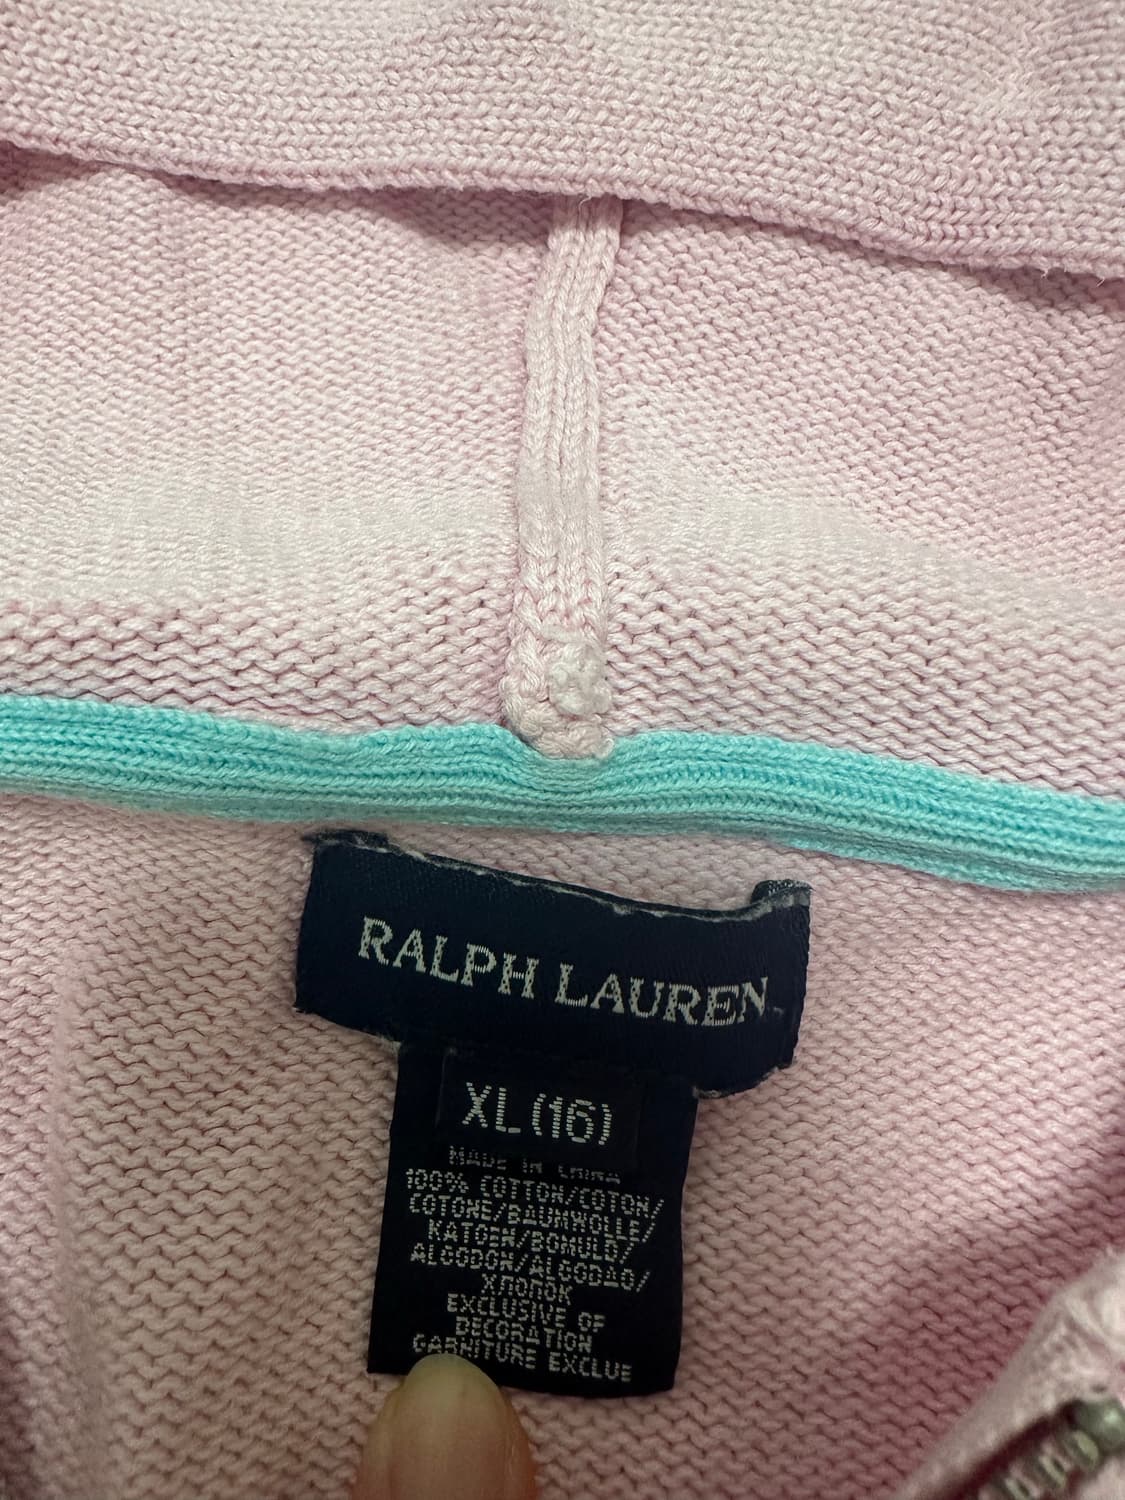 RALPH LAUREN
XL (16)
MADE IN CHINA
100% COTTON/COTON/
COTONE/BAUMWOLLE/
KATOEN/BOMULD/
ALGODON/ALGODAO/
ХЛОПОК
EXCLUSIVE OF
DECORATION
GARNITURE EXCLUE